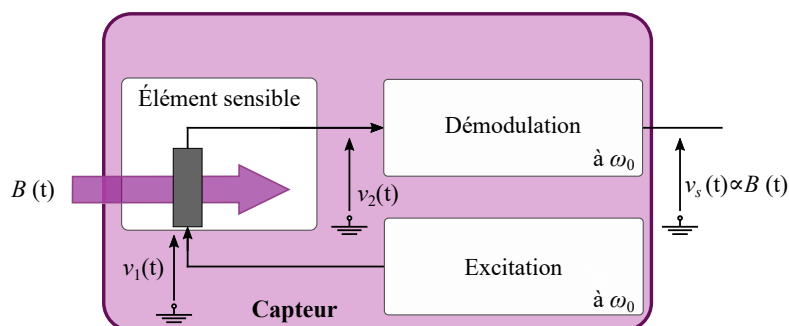 Élément sensible
Démodulation
à ω₀
B (t)
v₂(t)
vₛ (t)∝B (t)
v₁(t)
Excitation
à ω₀
Capteur